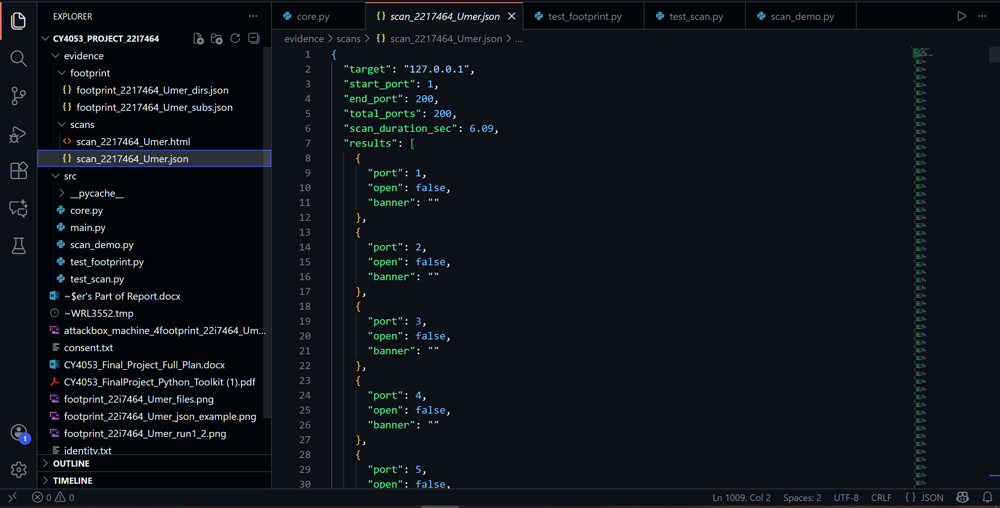 EXPLORER
CY4053_PROJECT_22I7464
evidence
footprint
footprint_2217464_Umer_dirs.json
footprint_2217464_Umer_subs.json
scans
scan_2217464_Umer.html
scan_2217464_Umer.json
src
__pycache__
core.py
main.py
scan_demo.py
test_footprint.py
test_scan.py
~$er's Part of Report.docx
~WRL3552.tmp
attackbox_machine_4footprint_22i7464_Um...
consent.txt
CY4053_Final_Project_Full_Plan.docx
CY4053_FinalProject_Python_Toolkit (1).pdf
footprint_22i7464_Umer_files.png
footprint_22i7464_Umer_json_example.png
footprint_22i7464_Umer_run1_2.png
identity.txt
OUTLINE
TIMELINE
1
core.py
{} scan_2217464_Umer.json
test_footprint.py
test_scan.py
scan_demo.py
evidence > scans > {} scan_2217464_Umer.json > ...
1 {
2 "target": "127.0.0.1",
3 "start_port": 1,
4 "end_port": 200,
5 "total_ports": 200,
6 "scan_duration_sec": 6.09,
7 "results": [
8 {
9 "port": 1,
10 "open": false,
11 "banner": ""
12 },
13 {
14 "port": 2,
15 "open": false,
16 "banner": ""
17 },
18 {
19 "port": 3,
20 "open": false,
21 "banner": ""
22 },
23 {
24 "port": 4,
25 "open": false,
26 "banner": ""
27 },
28 {
29 "port": 5,
30 "open": false,
0 0
Ln 1009, Col 2
Spaces: 2
UTF-8
CRLF
{} JSON